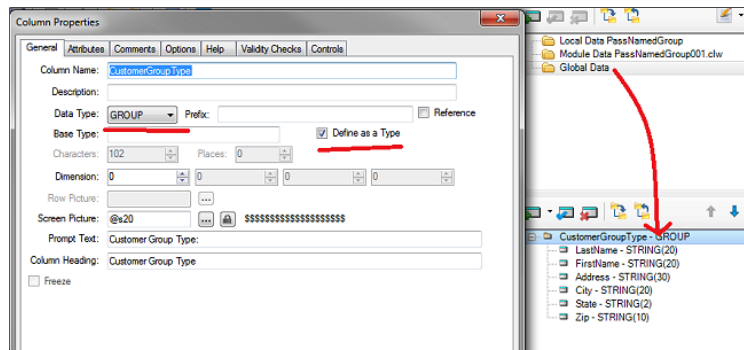 Column Properties
General Attributes Comments Options Help Validity Checks Controls
Column Name: CustomerGroupType
Description:
Data Type: GROUP Prefix: Reference
Base Type: Define as a Type
Characters: 102 Places: 0
Dimension: 0 0 0 0
Row Picture: ...
Screen Picture: @s20 ... $$$$$$$$$$$$$$$$$$$$
Prompt Text: Customer Group Type:
Column Heading: Customer Group Type
Freeze
Local Data PassNamedGroup
Module Data PassNamedGroup001.clw
Global Data
CustomerGroupType - GROUP
LastName - STRING(20)
FirstName - STRING(20)
Address - STRING(30)
City - STRING(20)
State - STRING(2)
Zip - STRING(10)